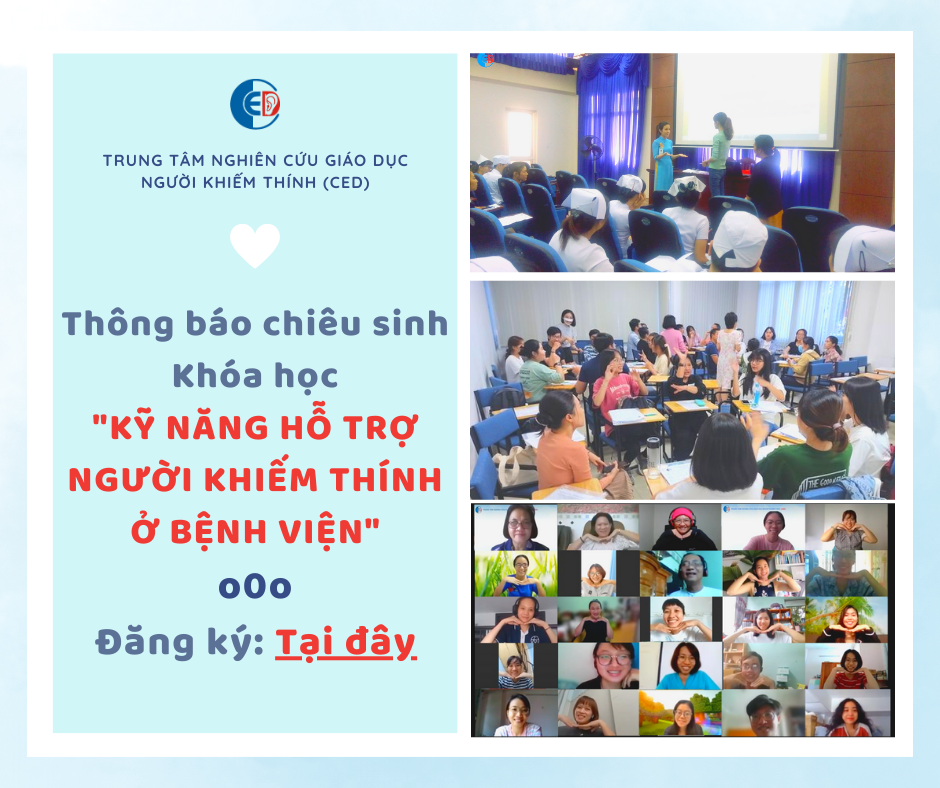 CED
TRUNG TÂM NGHIÊN CỨU GIÁO DỤC
NGƯỜI KHIẾM THÍNH (CED)
Thông báo chiêu sinh
Khóa học
"KỸ NĂNG HỖ TRỢ
NGƯỜI KHIẾM THÍNH
Ở BỆNH VIỆN"
oOo
Đăng ký: Tại đây